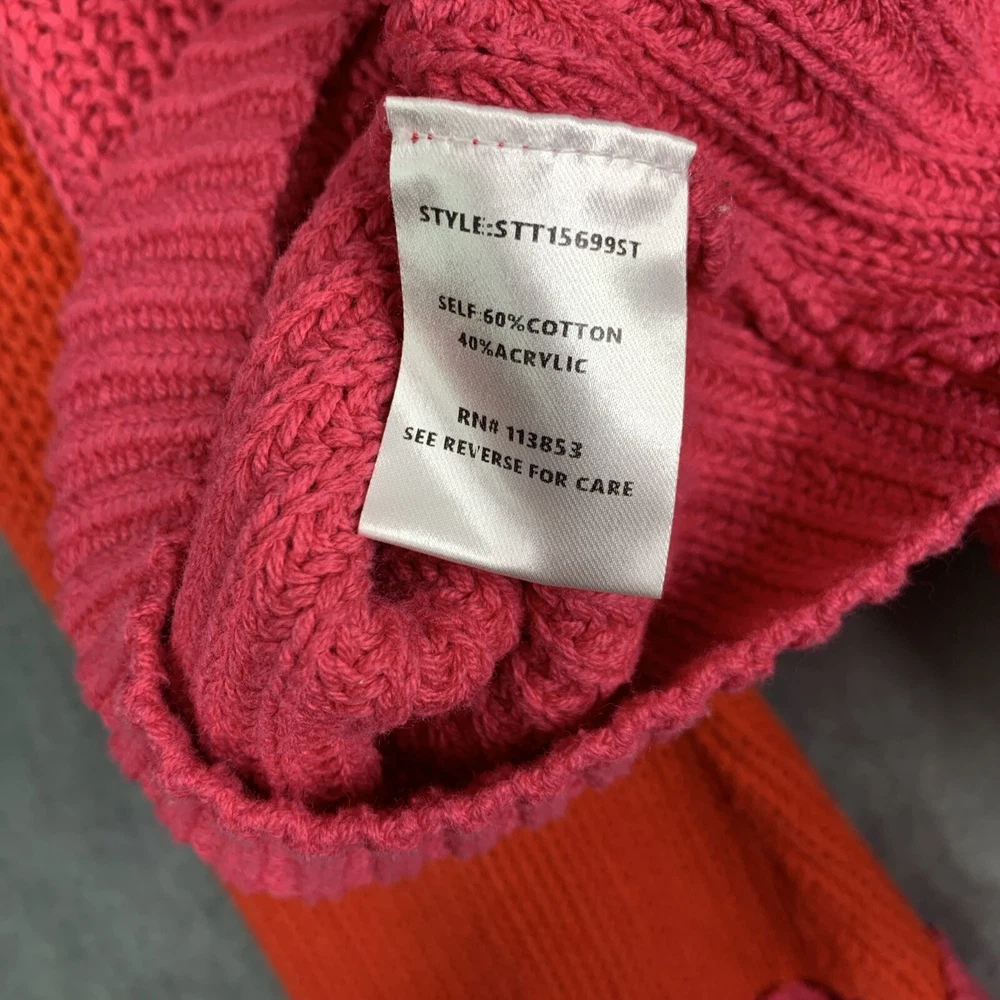 STYLE::STT15699ST
SELF:60%COTTON
40%ACRYLIC
RN# 113853
SEE REVERSE FOR CARE